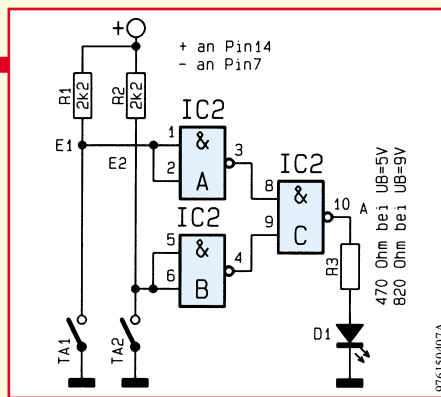 +
+ an Pin14
- an Pin7
R1
2k2
R2
2k2
E1
E2
IC2
1
2
&
A
3
IC2
5
6
&
B
4
IC2
8
9
&
C
10
A
R3
470 Ohm bei UB=5V
820 Ohm bei UB=9V
D1
TA1
TA2
976150407A